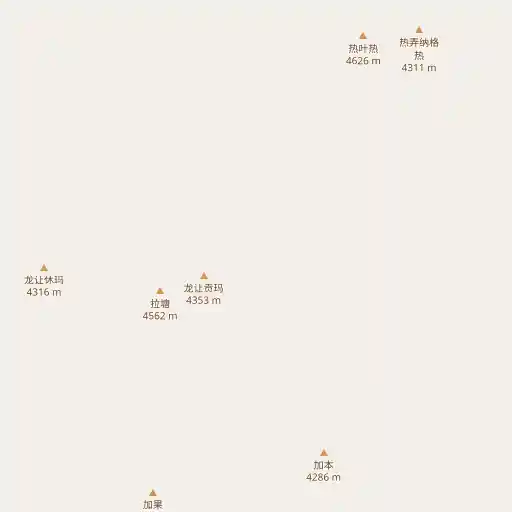 热叶热
4626 m
热弄纳格
热
4311 m
龙让休玛
4316 m
龙让贡玛
4353 m
拉塘
4562 m
加本
4286 m
加果